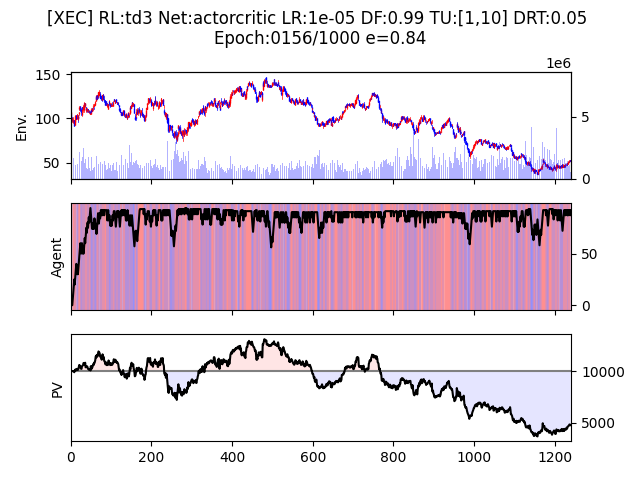 [XEC] RL:td3 Net:actorcritic LR:1e-05 DF:0.99 TU:[1,10] DRT:0.05
Epoch:0156/1000 e=0.84
1e6
150
100
50
Env.
5
0
Agent
50
0
PV
10000
5000
0 200 400 600 800 1000 1200